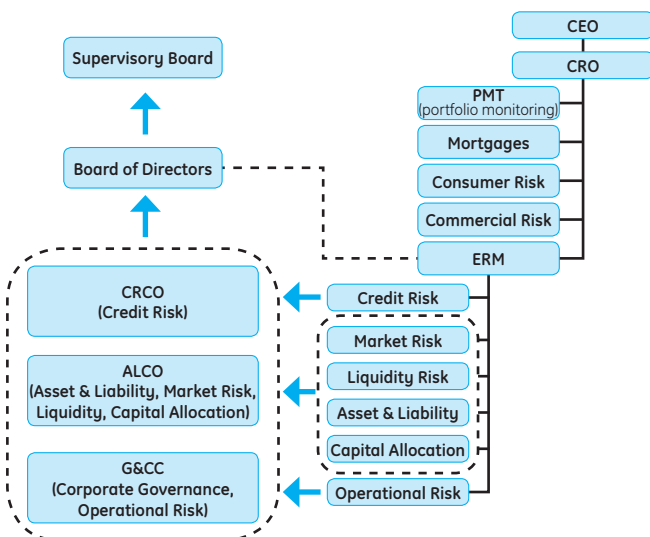 CEO
Supervisory Board
CRO
PMT
(portfolio monitoring)
Mortgages
Board of Directors
Consumer Risk
Commercial Risk
ERM
CRCO
(Credit Risk)
Credit Risk
Market Risk
ALCO
(Asset & Liability, Market Risk,
Liquidity, Capital Allocation)
Liquidity Risk
Asset & Liability
Capital Allocation
G&CC
(Corporate Governance,
Operational Risk)
Operational Risk